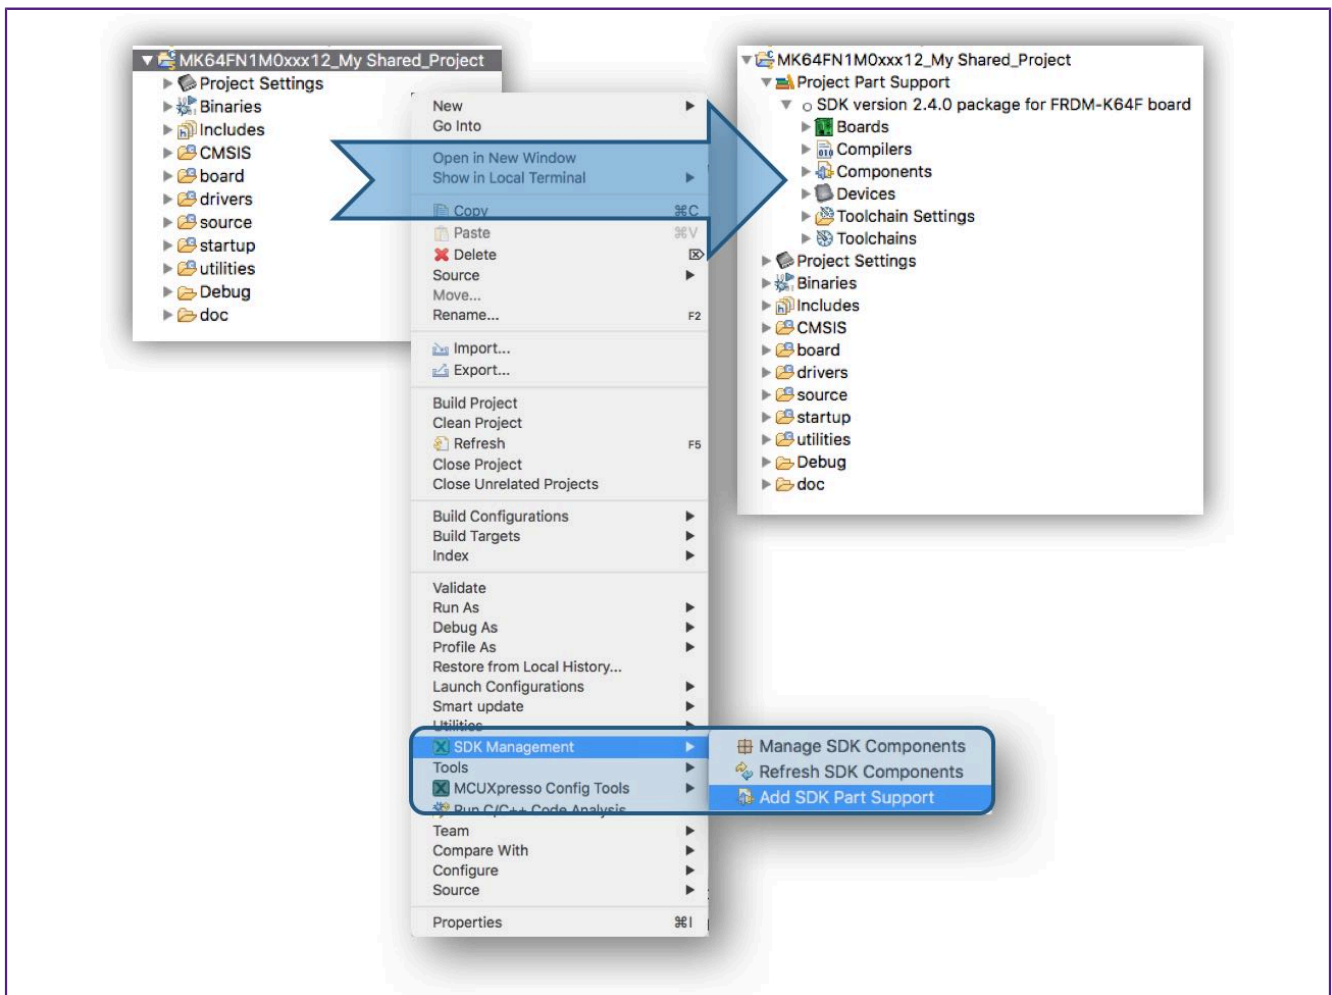 MK64FN1M0xxx12_My Shared_Project
Project Settings
Binaries
Includes
CMSIS
board
drivers
source
startup
utilities
Debug
doc
New
Go Into
Open in New Window
Show in Local Terminal
Copy ⌘C
Paste ⌘V
Delete ⌦
Source
Move...
Rename... F2
Import...
Export...
Build Project
Clean Project
Refresh F5
Close Project
Close Unrelated Projects
Build Configurations
Build Targets
Index
Validate
Run As
Debug As
Profile As
Restore from Local History...
Launch Configurations
Smart update
Utilities
SDK Management
Tools
MCUXpresso Config Tools
Run C/C++ Code Analysis
Team
Compare With
Configure
Source
Properties ⌘I
Manage SDK Components
Refresh SDK Components
Add SDK Part Support
MK64FN1M0xxx12_My Shared_Project
Project Part Support
SDK version 2.4.0 package for FRDM-K64F board
Boards
Compilers
Components
Devices
Toolchain Settings
Toolchains
Project Settings
Binaries
Includes
CMSIS
board
drivers
source
startup
utilities
Debug
doc